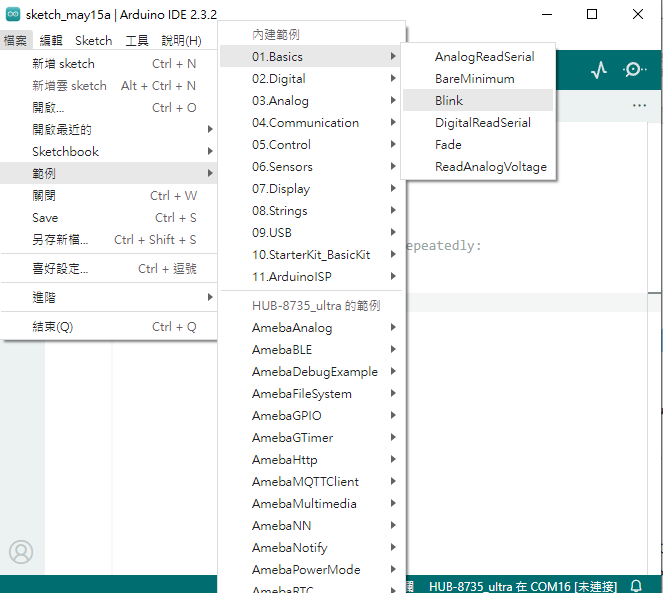 sketch_may15a | Arduino IDE 2.3.2
檔案 編輯 Sketch 工具 說明(H)
新增 sketch Ctrl + N
新增雲 sketch Alt + Ctrl + N
開啟... Ctrl + O
開啟最近的
Sketchbook
範例
關閉 Ctrl + W
Save Ctrl + S
另存新檔... Ctrl + Shift + S
喜好設定... Ctrl + 逗號
進階
結束(Q) Ctrl + Q
內建範例
01.Basics
02.Digital
03.Analog
04.Communication
05.Control
06.Sensors
07.Display
08.Strings
09.USB
10.StarterKit_BasicKit
11.ArduinoISP
HUB-8735_ultra 的範例
AmebaAnalog
AmebaBLE
AmebaDebugExample
AmebaFileSystem
AmebaGPIO
AmebaGTimer
AmebaHttp
AmebaMQTTClient
AmebaMultimedia
AmebaNN
AmebaNotify
AmebaPowerMode
AmebaRTC
AnalogReadSerial
BareMinimum
Blink
DigitalReadSerial
Fade
ReadAnalogVoltage
epeatedly:
HUB-8735_ultra 在 COM16 [未連接]